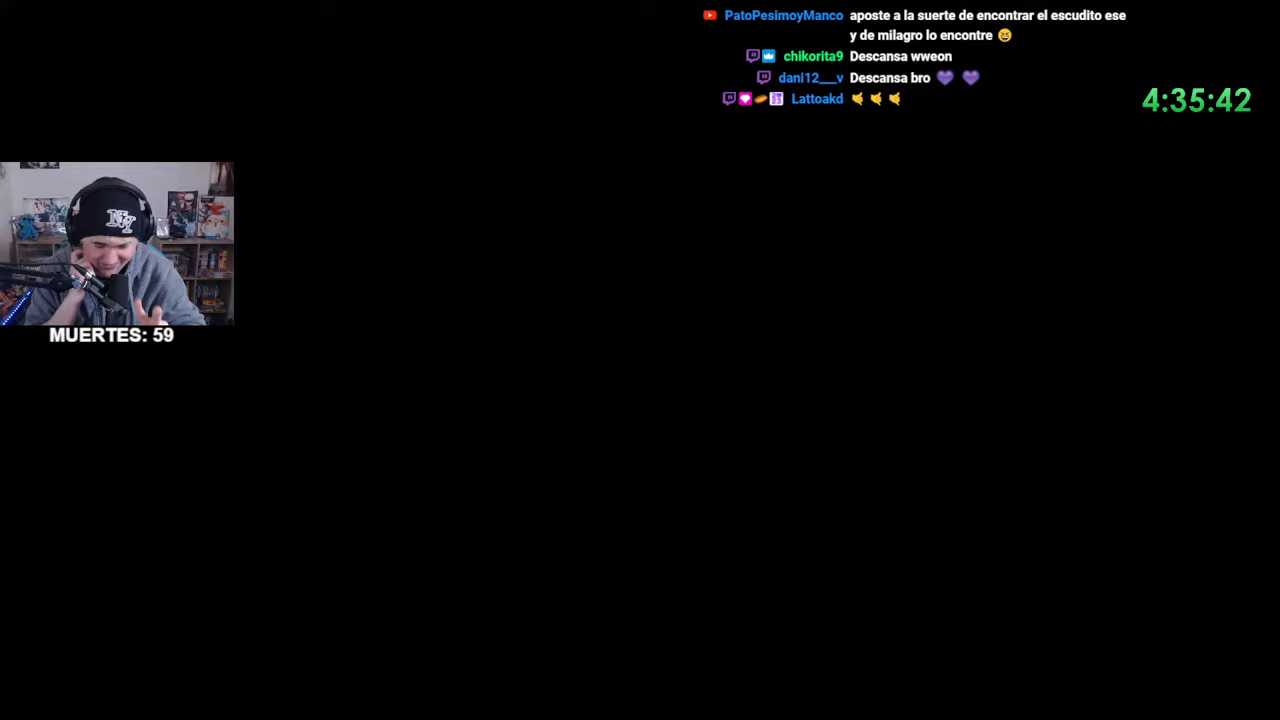 PatoPesimoyManco aposte a la suerte de encontrar el escudito ese
y de milagro lo encontre 😆
chikorita9 Descansa wweon
dani12___v Descansa bro 💜 💜
Lattoakd 🤙 🤙 🤙
4:35:42
NY
MUERTES: 59